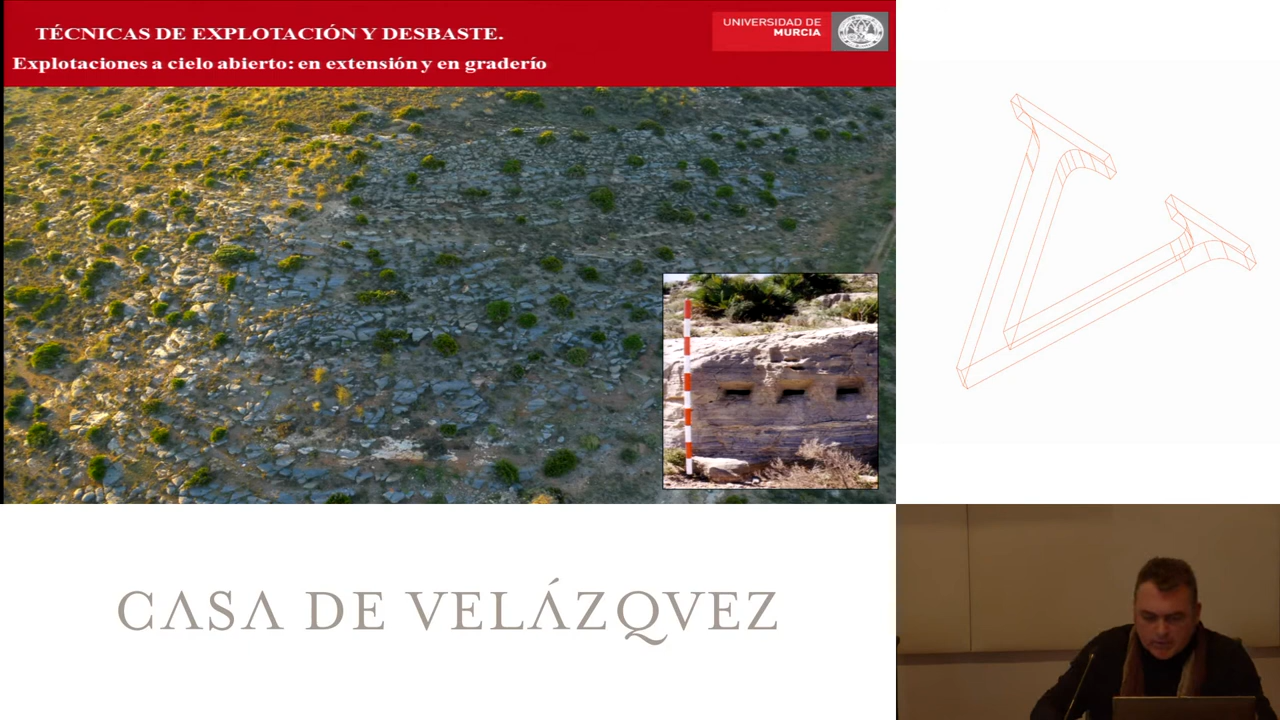 TÉCNICAS DE EXPLOTACIÓN Y DESBASTE.
Explotaciones a cielo abierto: en extensión y en graderío
UNIVERSIDAD DE
MURCIA
CASA DE VELÁZQVEZ